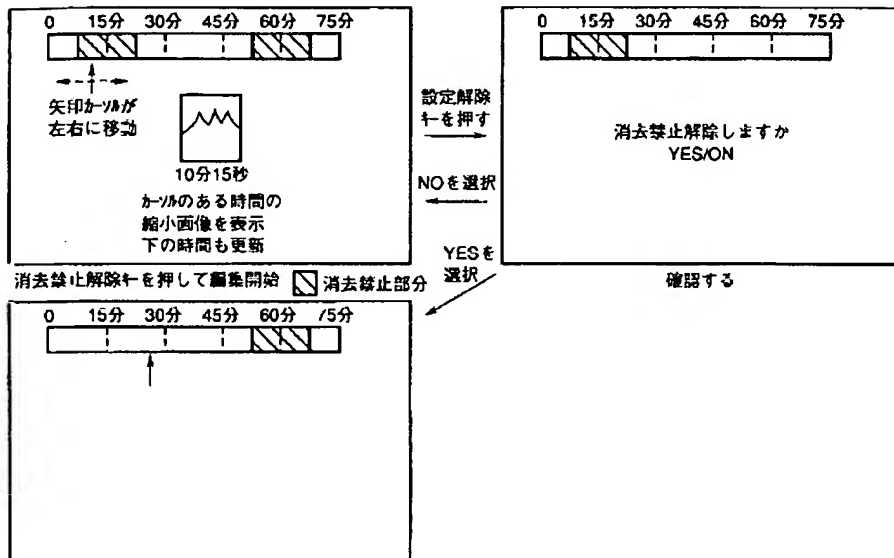 0 15分 30分 45分 60分 75分
矢印カーソルが
左右に移動
10分15秒
カーソルのある時間の
縮小画像を表示
下の時間も更新
設定解除
キーを押す
NOを選択
YESを
選択
0 15分 30分 45分 60分 75分
消去禁止解除しますか
YES/ON
消去禁止解除キーを押して編集開始
消去禁止部分
確認する
0 15分 30分 45分 60分 75分